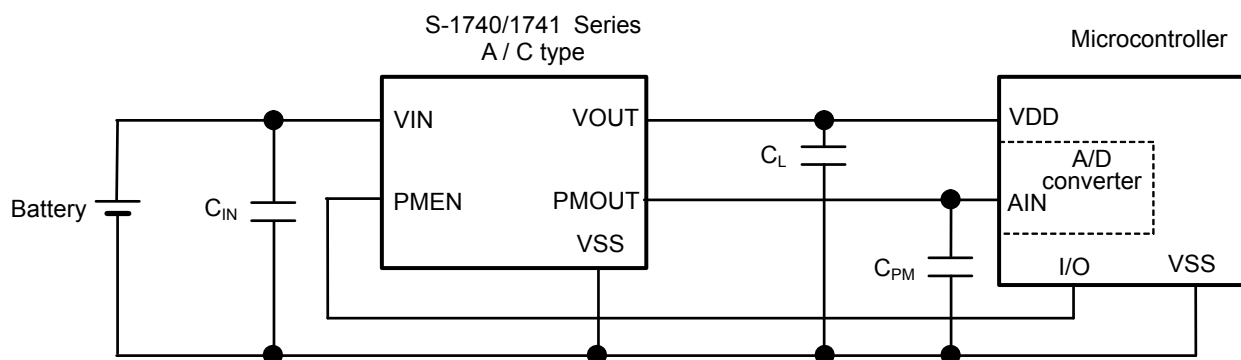 S-1740/1741 Series
A / C type
Microcontroller
VIN
VOUT
VDD
CL
A/D
converter
Battery
CIN
PMEN
PMOUT
AIN
VSS
CPM
I/O
VSS